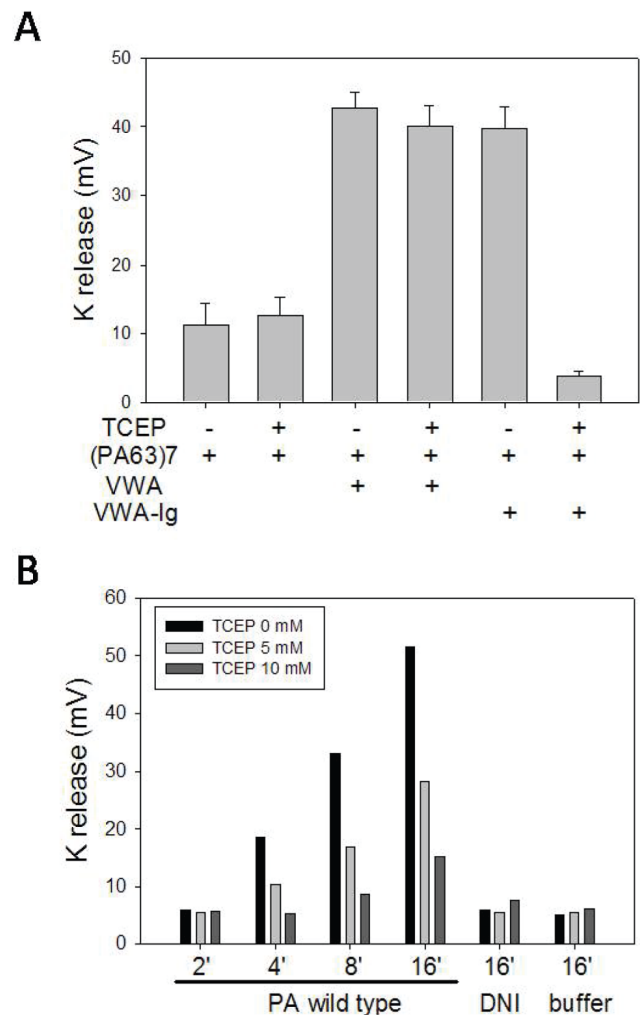 A
K release (mV)
50
40
30
20
10
0
TCEP - + - + - +
(PA63)7 + + + + + +
VWA + +
VWA-Ig + +
B
K release (mV)
60
50
40
30
20
10
0
TCEP 0 mM
TCEP 5 mM
TCEP 10 mM
2' 4' 8' 16' 16' 16'
PA wild type DNI buffer